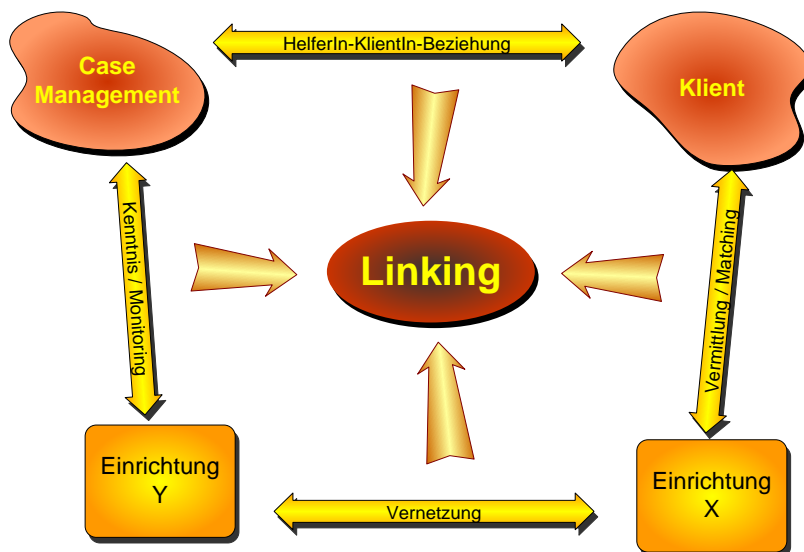 HelferIn-KlientIn-Beziehung
Case
Management
Klient
Kenntnis / Monitoring
Linking
Vermittlung / Matching
Einrichtung
Y
Vernetzung
Einrichtung
X